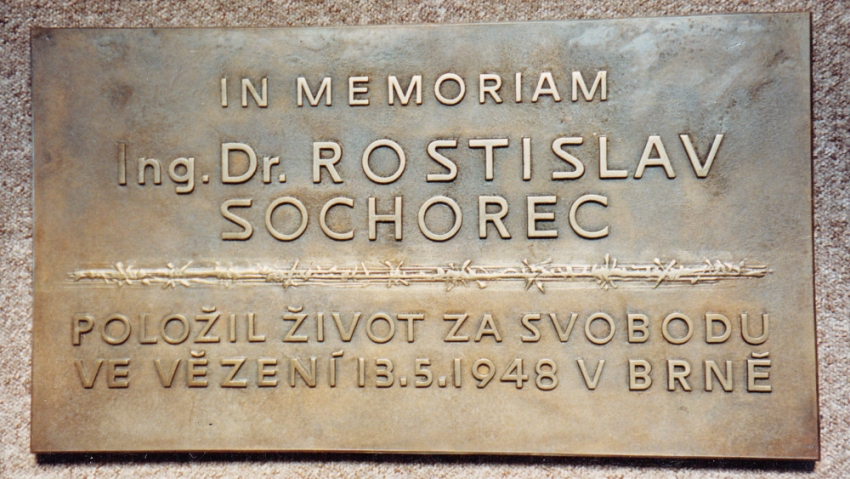 IN MEMORIAM
Ing. Dr. ROSTISLAV
SOCHOREC
POLOŽIL ŽIVOT ZA SVOBODU
VE VĚZENÍ 13.5.1948 V BRNĚ